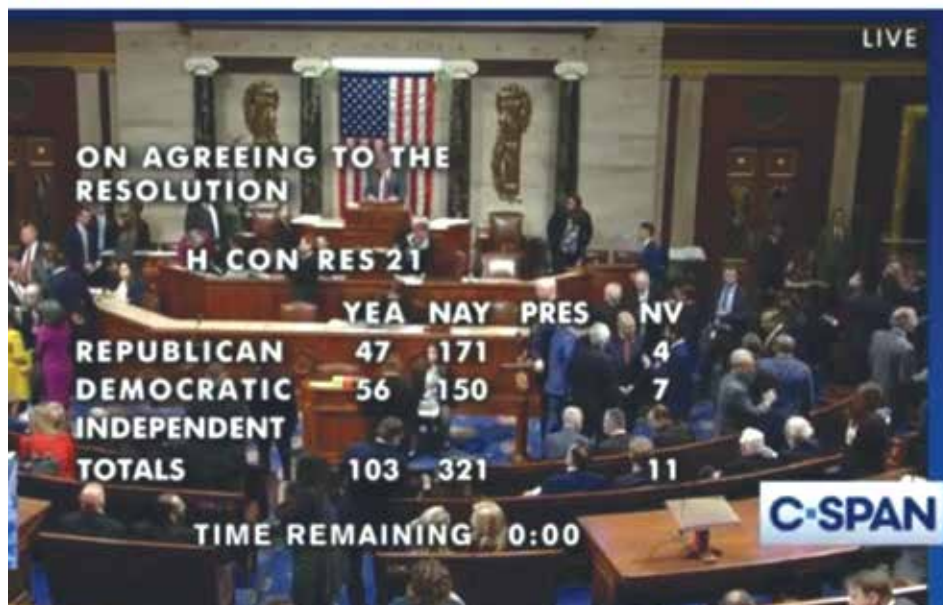 LIVE
ON AGREEING TO THE
RESOLUTION
H CON RES 21
YEA NAY PRES NV
REPUBLICAN 47 171 4
DEMOCRATIC 56 150 7
INDEPENDENT
TOTALS 103 321 11
C-SPAN
TIME REMAINING 0:00